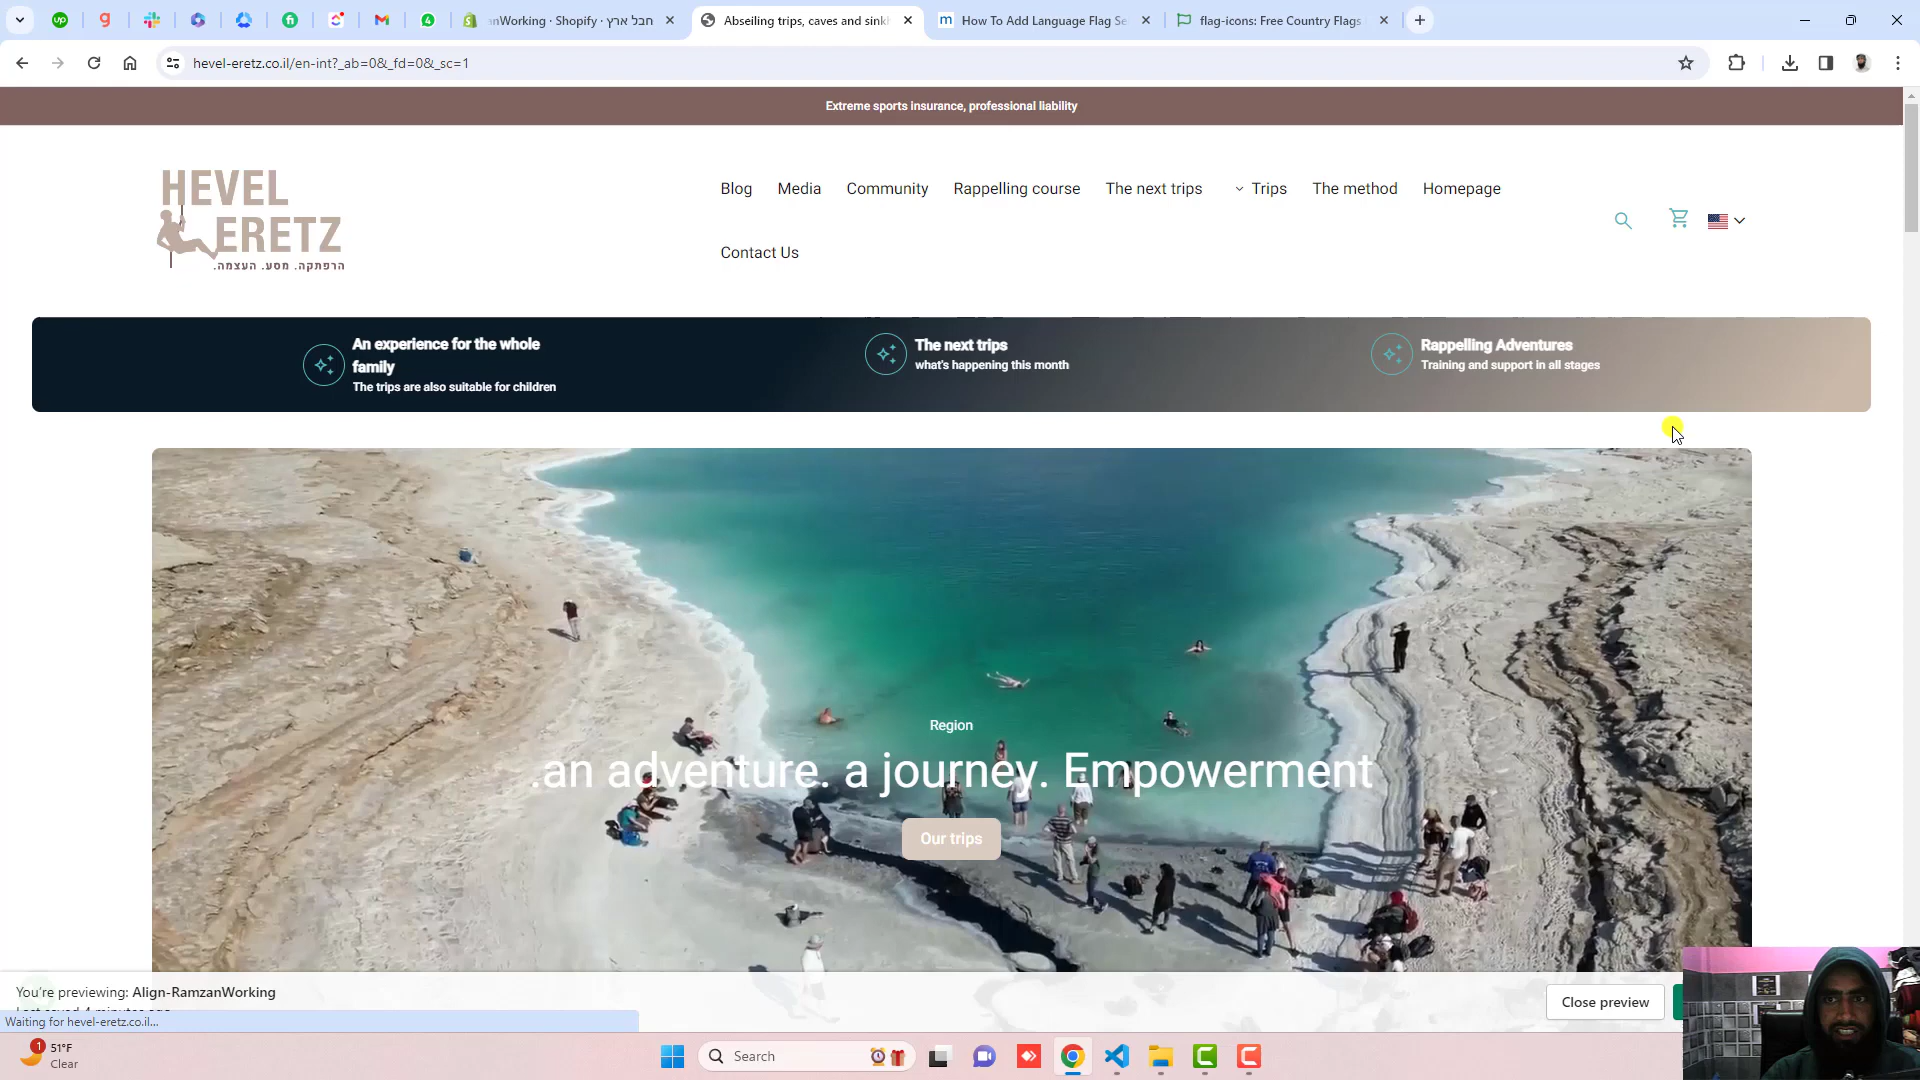 nWorking · Shopify · חבל ארץ
Abseiling trips, caves and sinkh
How To Add Language Flag Se
flag-icons: Free Country Flags
hevel-eretz.co.il/en-int?_ab=0&_fd=0&_sc=1
Extreme sports insurance, professional liability
HEVEL
ERETZ
הרפתקה. מסע. העצמה.
Blog
Media
Community
Rappelling course
The next trips
Trips
The method
Homepage
Contact Us
An experience for the whole
family
The trips are also suitable for children
The next trips
what's happening this month
Rappelling Adventures
Training and support in all stages
Region
.an adventure. a journey. Empowerment
Our trips
You're previewing: Align-RamzanWorking
Close preview
Waiting for hevel-eretz.co.il...
1
51°F
Clear
Search